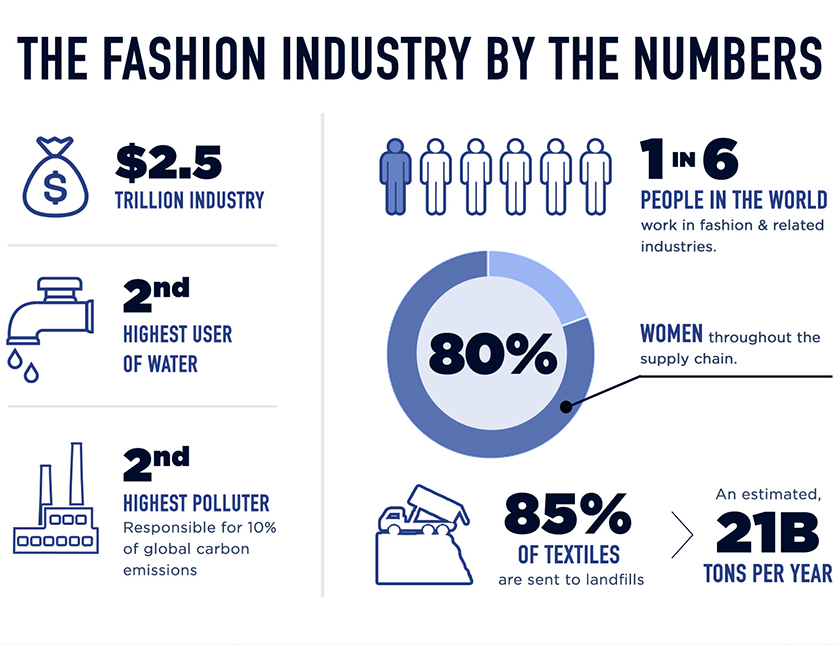 THE FASHION INDUSTRY BY THE NUMBERS
$
$2.5
TRILLION INDUSTRY
2nd
HIGHEST USER
OF WATER
2nd
HIGHEST POLLUTER
Responsible for 10%
of global carbon
emissions
1 IN 6
PEOPLE IN THE WORLD
work in fashion & related
industries.
80%
WOMEN throughout the
supply chain.
85%
OF TEXTILES
are sent to landfills
An estimated,
21B
TONS PER YEAR